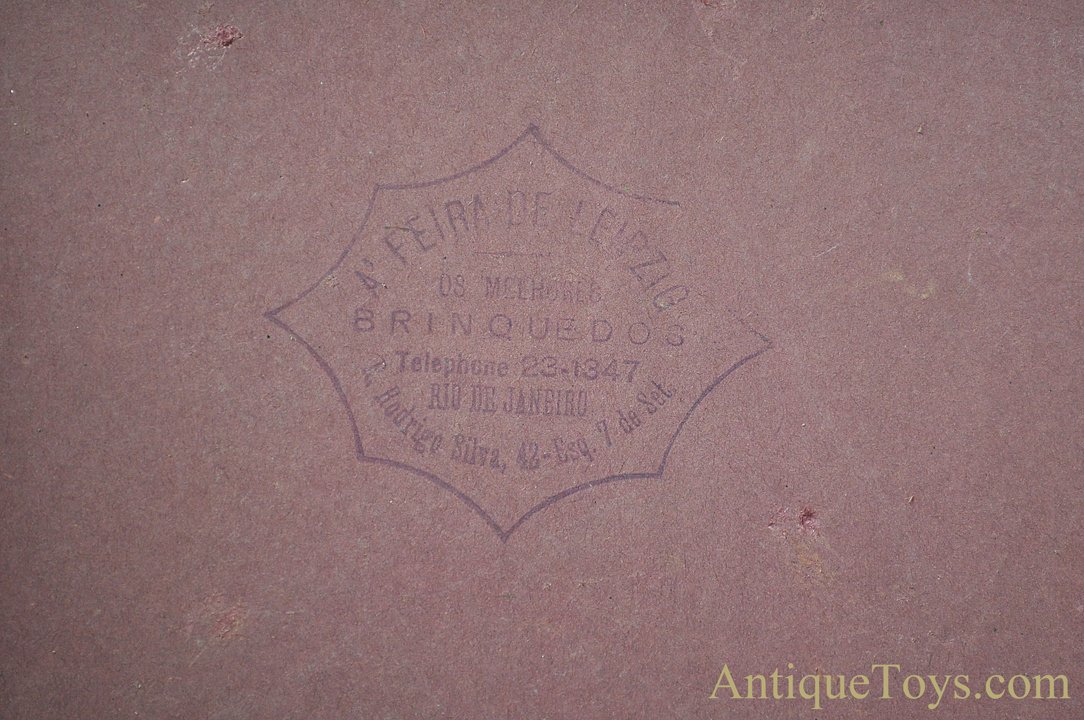 Á FEIRA DE LEIPZIG
OS MELHORES
BRINQUEDOS
Telephone 23-1347
RIO DE JANEIRO
R. Rodrigo Silva, 42-Esq. 7 de Set.
AntiqueToys.com